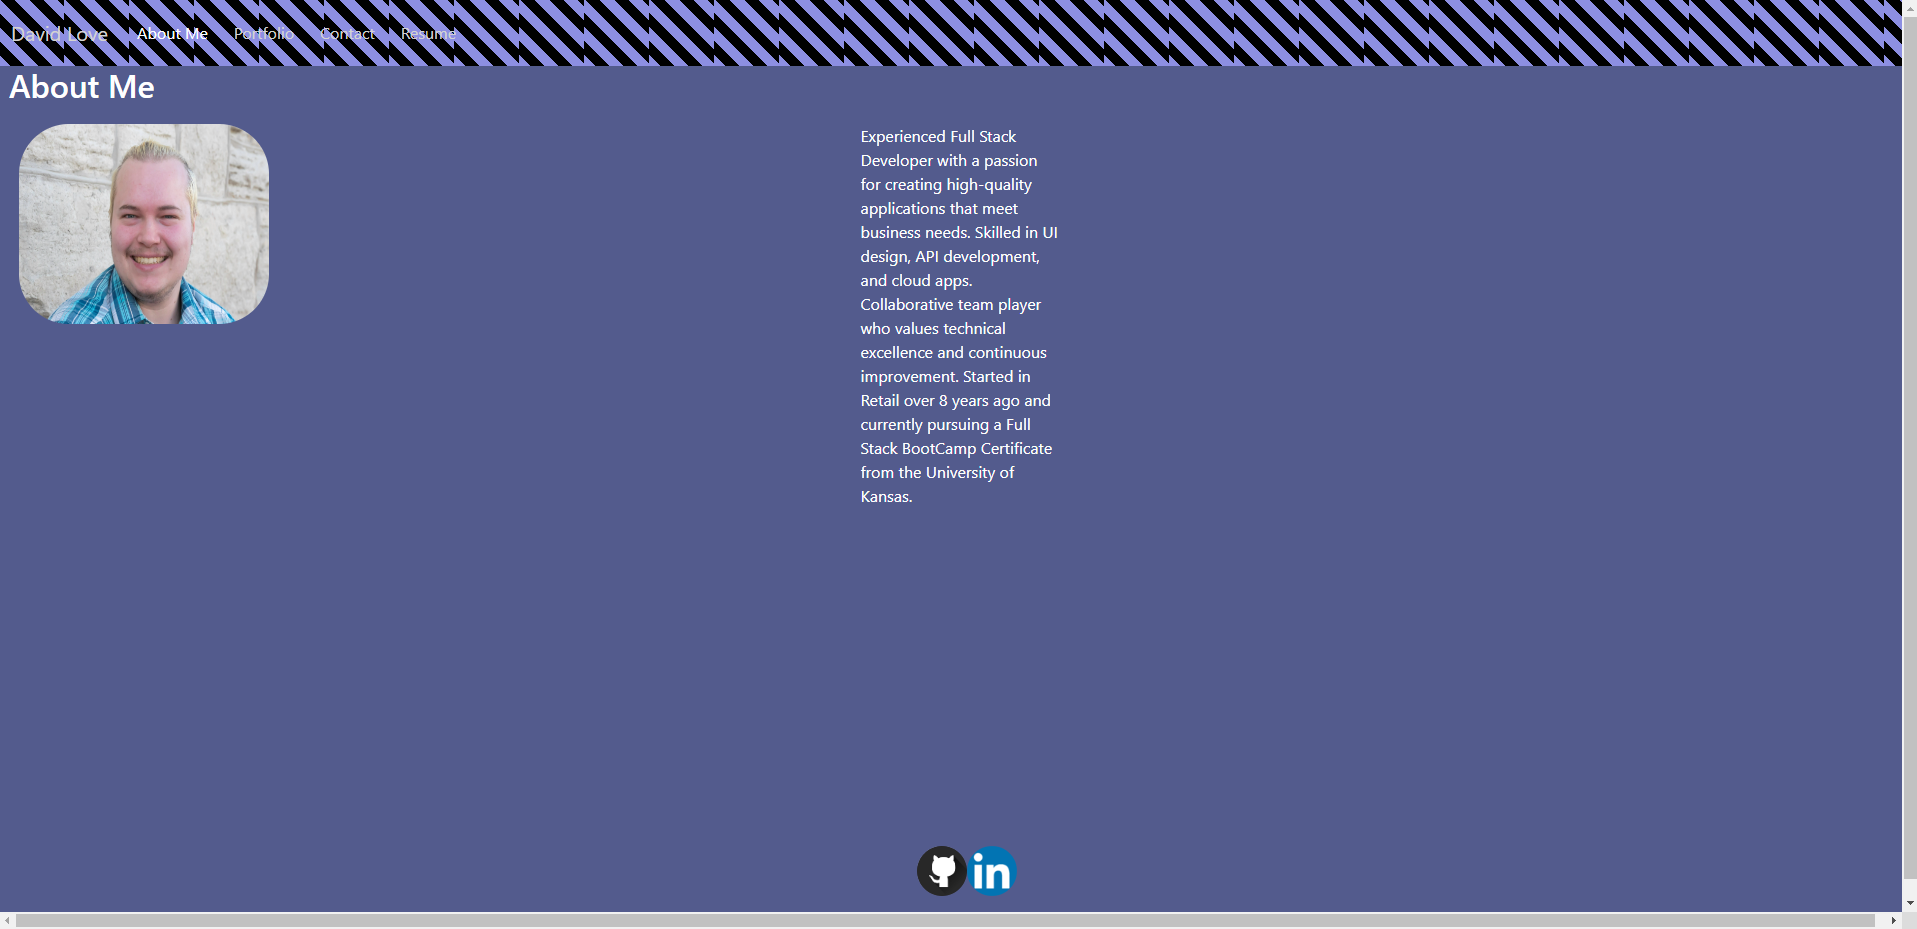 David Love About Me Portfolio Contact Resume
About Me
Experienced Full Stack
Developer with a passion
for creating high-quality
applications that meet
business needs. Skilled in UI
design, API development,
and cloud apps.
Collaborative team player
who values technical
excellence and continuous
improvement. Started in
Retail over 8 years ago and
currently pursuing a Full
Stack BootCamp Certificate
from the University of
Kansas.
in